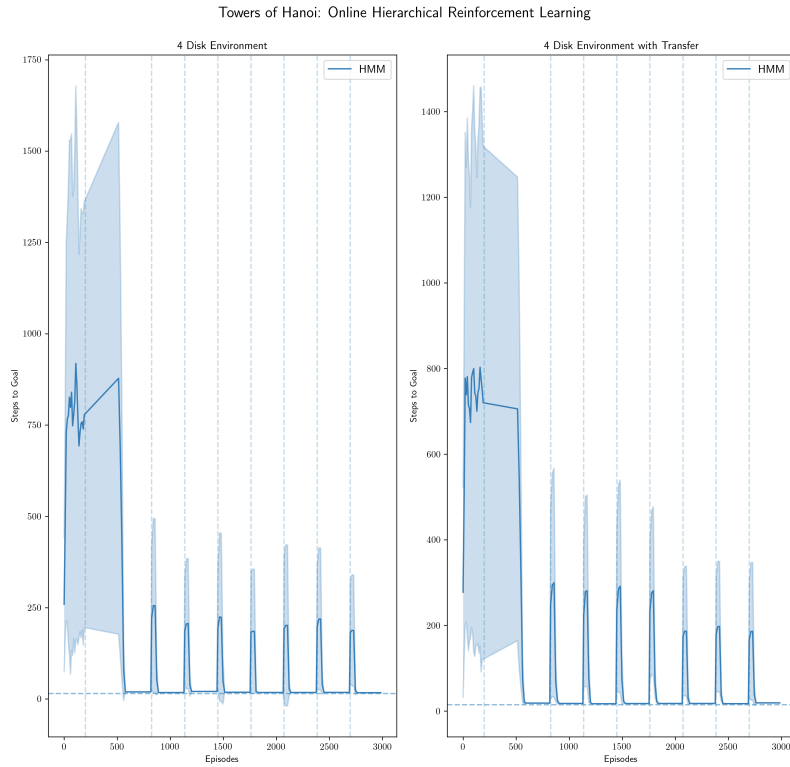 Towers of Hanoi: Online Hierarchical Reinforcement Learning
4 Disk Environment
HMM
Steps to Goal
1750
1500
1250
1000
750
500
250
0
0 500 1000 1500 2000 2500 3000
Episodes
4 Disk Environment with Transfer
HMM
Steps to Goal
1400
1200
1000
800
600
400
200
0
0 500 1000 1500 2000 2500 3000
Episodes